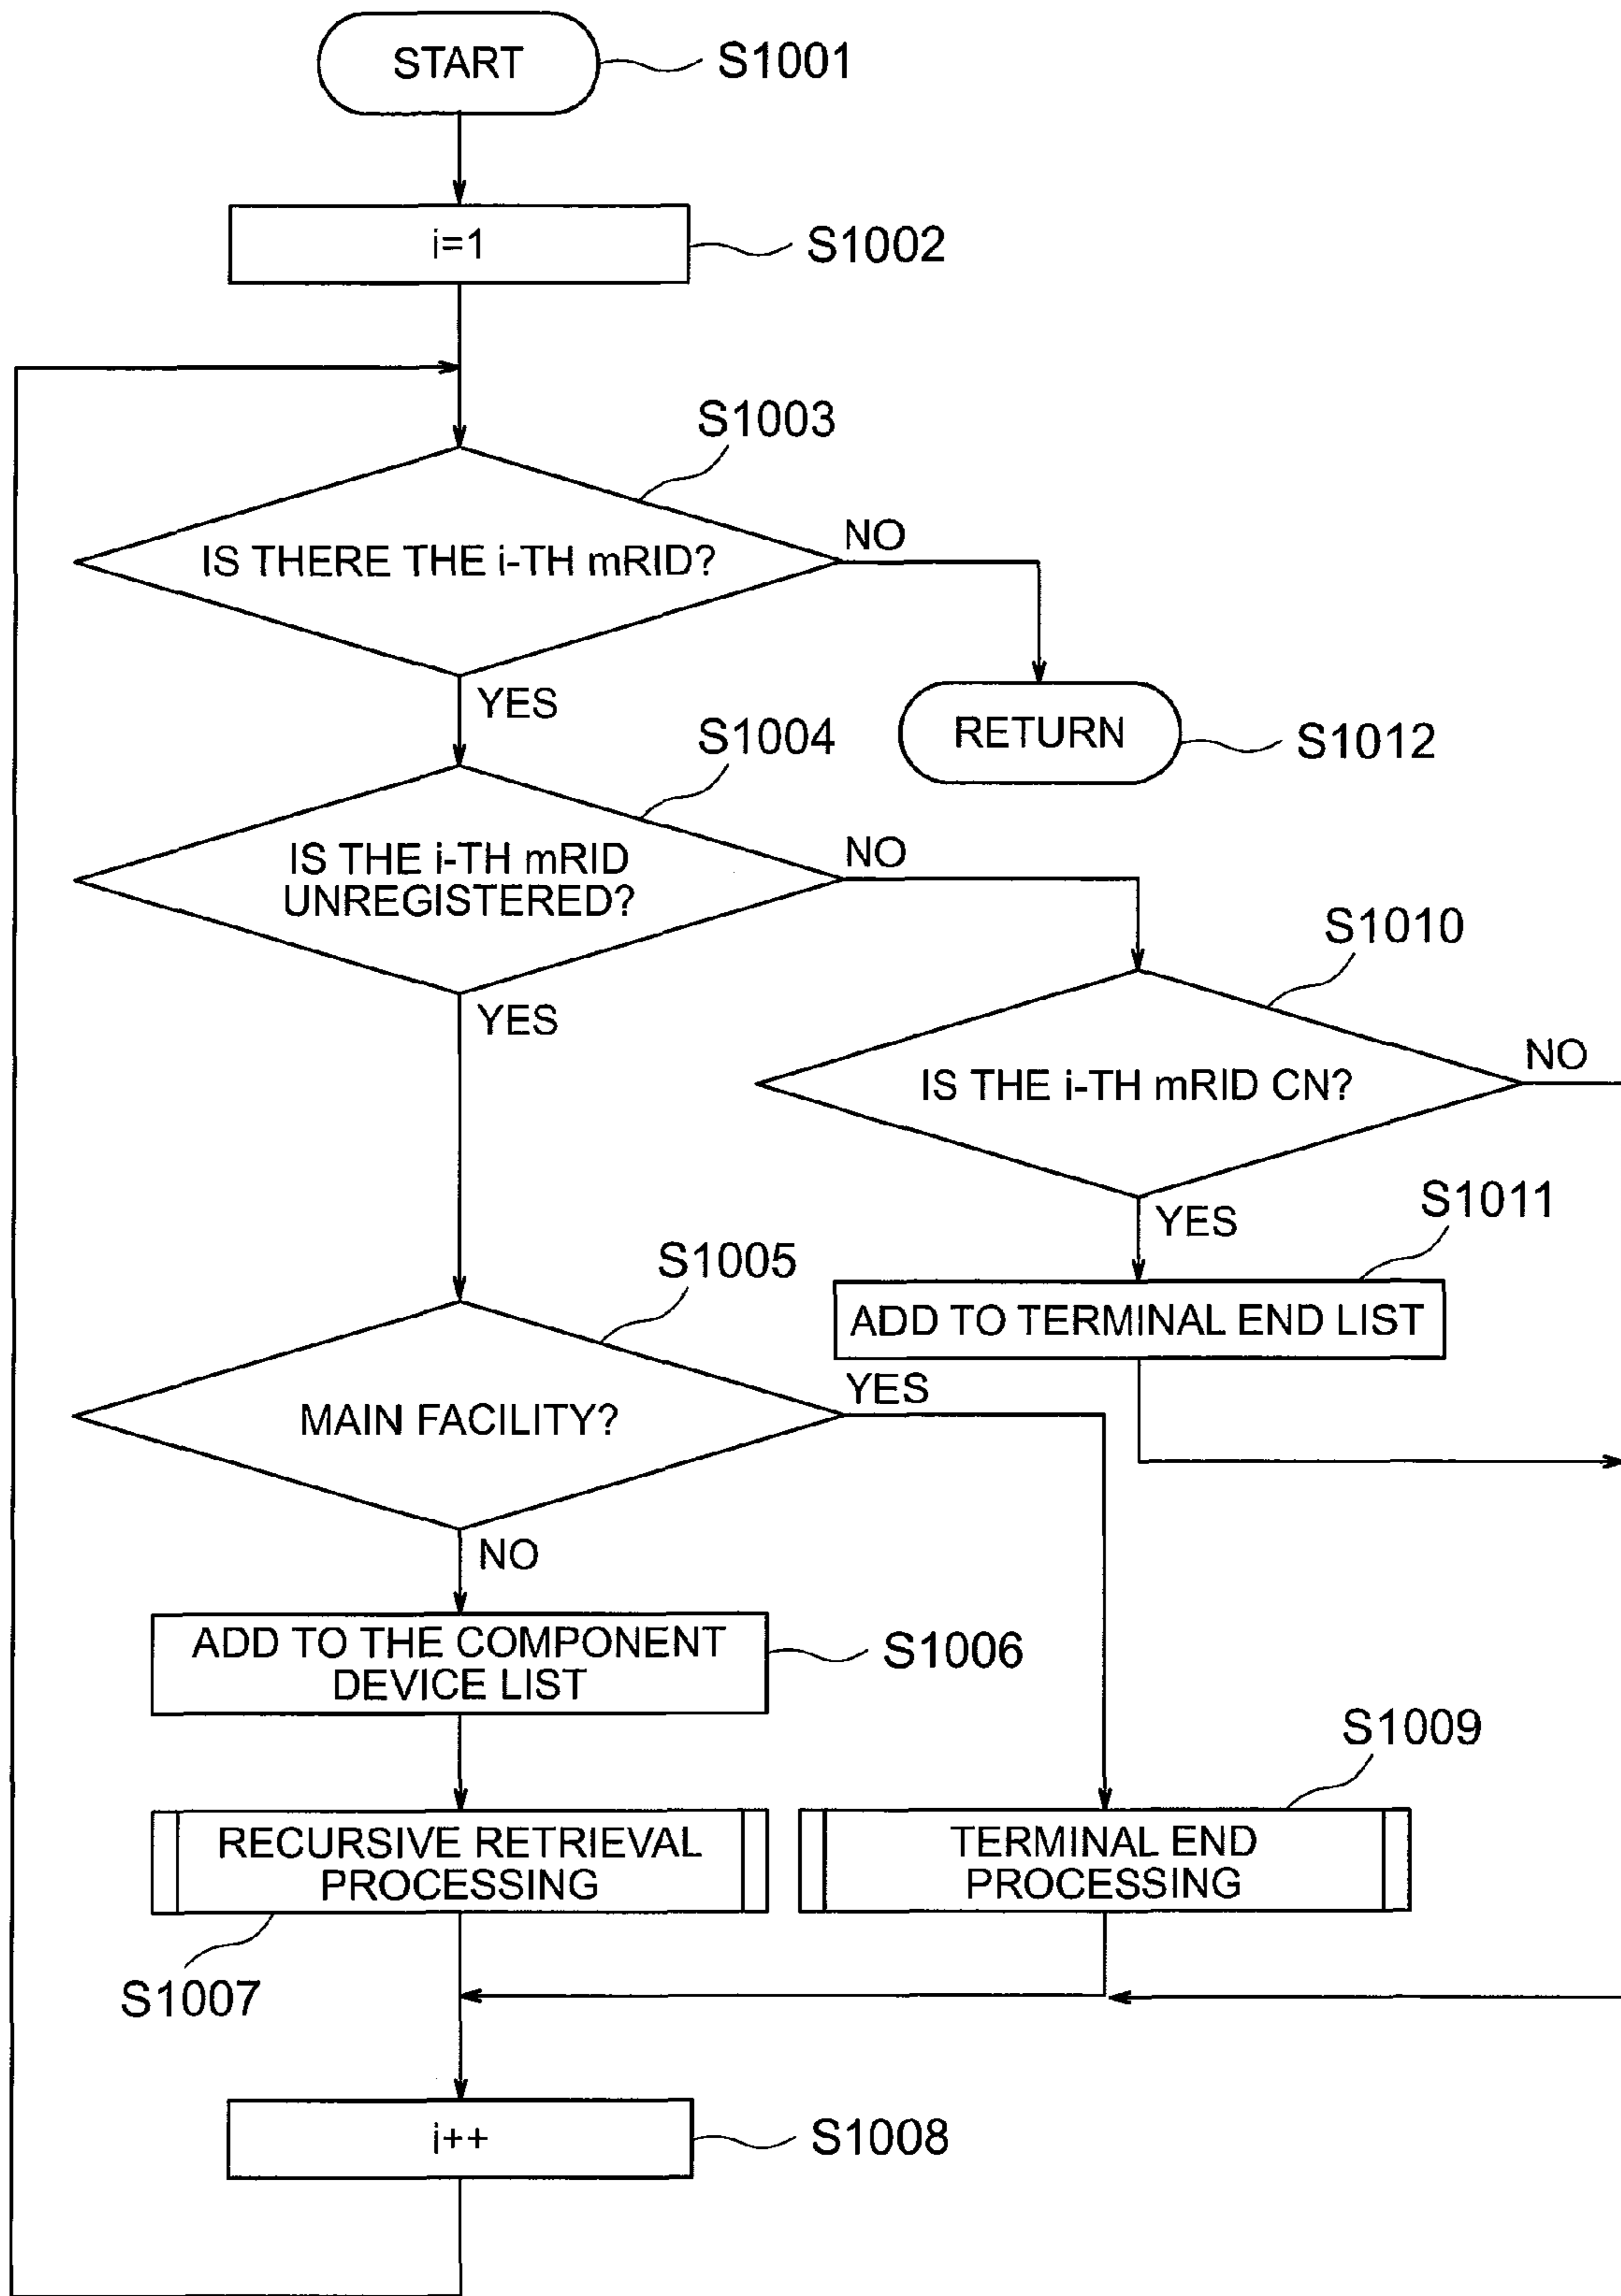 START
S1001
i=1
S1002
S1003
IS THERE THE i-TH mRID?
NO
YES
RETURN
S1012
S1004
IS THE i-TH mRID
UNREGISTERED?
NO
YES
S1010
IS THE i-TH mRID CN?
NO
YES
S1011
ADD TO TERMINAL END LIST
S1005
MAIN FACILITY?
YES
NO
ADD TO THE COMPONENT
DEVICE LIST
S1006
S1009
RECURSIVE RETRIEVAL
PROCESSING
S1007
TERMINAL END
PROCESSING
i++
S1008